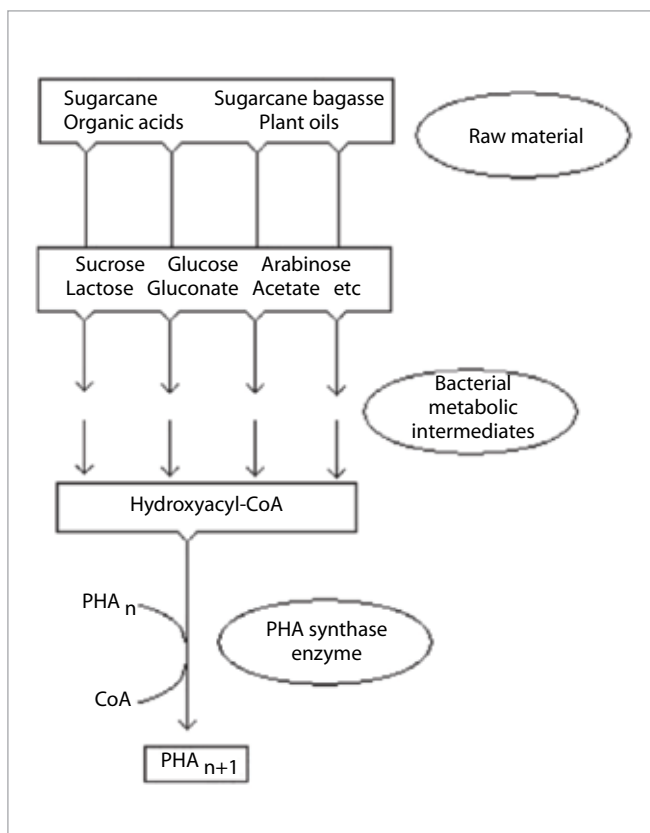 Sugarcane Sugarcane bagasse
Organic acids Plant oils
Raw material
Sucrose Glucose Arabinose
Lactose Gluconate Acetate etc
Bacterial
metabolic
intermediates
Hydroxyacyl-CoA
PHA n
PHA synthase
enzyme
CoA
PHA n+1